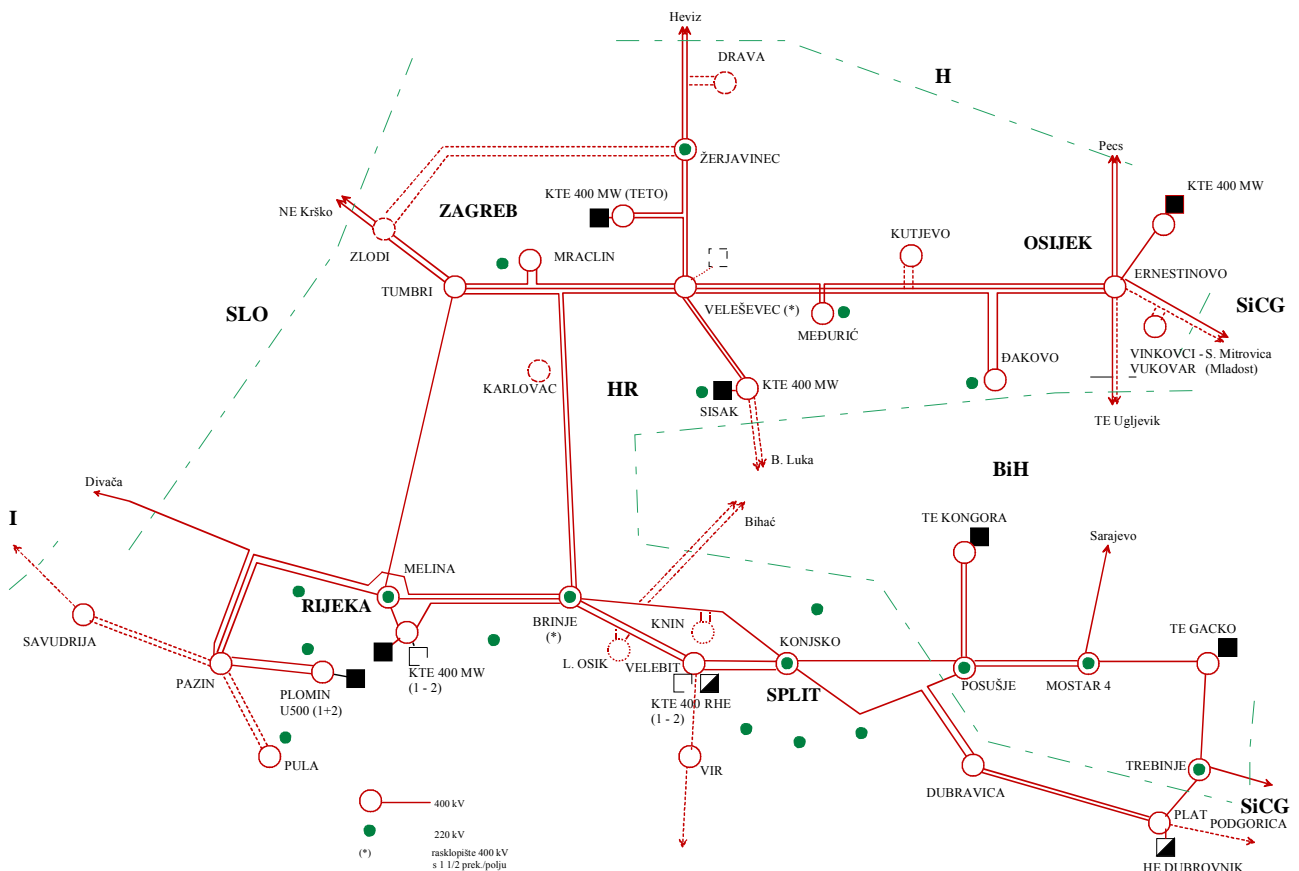 Heviz
DRAVA
H
Pecs
ŽERJAVINEC
KTE 400 MW (TETO)
KTE 400 MW
NE Krško
ZAGREB
ZLODI
MRACLIN
KUTJEVO
OSIJEK
ERNESTINOVO
TUMBRI
VELEŠEVEC (*)
SLO
MEĐURIĆ
SiCG
ĐAKOVO
VINKOVCI - S. Mitrovica
VUKOVAR (Mladost)
KARLOVAC
HR
KTE 400 MW
SISAK
TE Ugljevik
B. Luka
BiH
Divača
I
Bihać
TE KONGORA
Sarajevo
MELINA
RIJEKA
SAVUDRIJA
BRINJE
(*)
KNIN
KONJSKO
TE GACKO
L. OSIK
VELEBIT
PAZIN
PLOMIN
U500 (1+2)
KTE 400 MW
(1 - 2)
KTE 400 RHE
(1 - 2)
SPLIT
POSUŠJE
MOSTAR 4
PULA
VIR
DUBRAVICA
TREBINJE
SiCG
PLAT
PODGORICA
HE DUBROVNIK
400 kV
220 kV
(*) rasklopište 400 kV
s 1 1/2 prek./polju